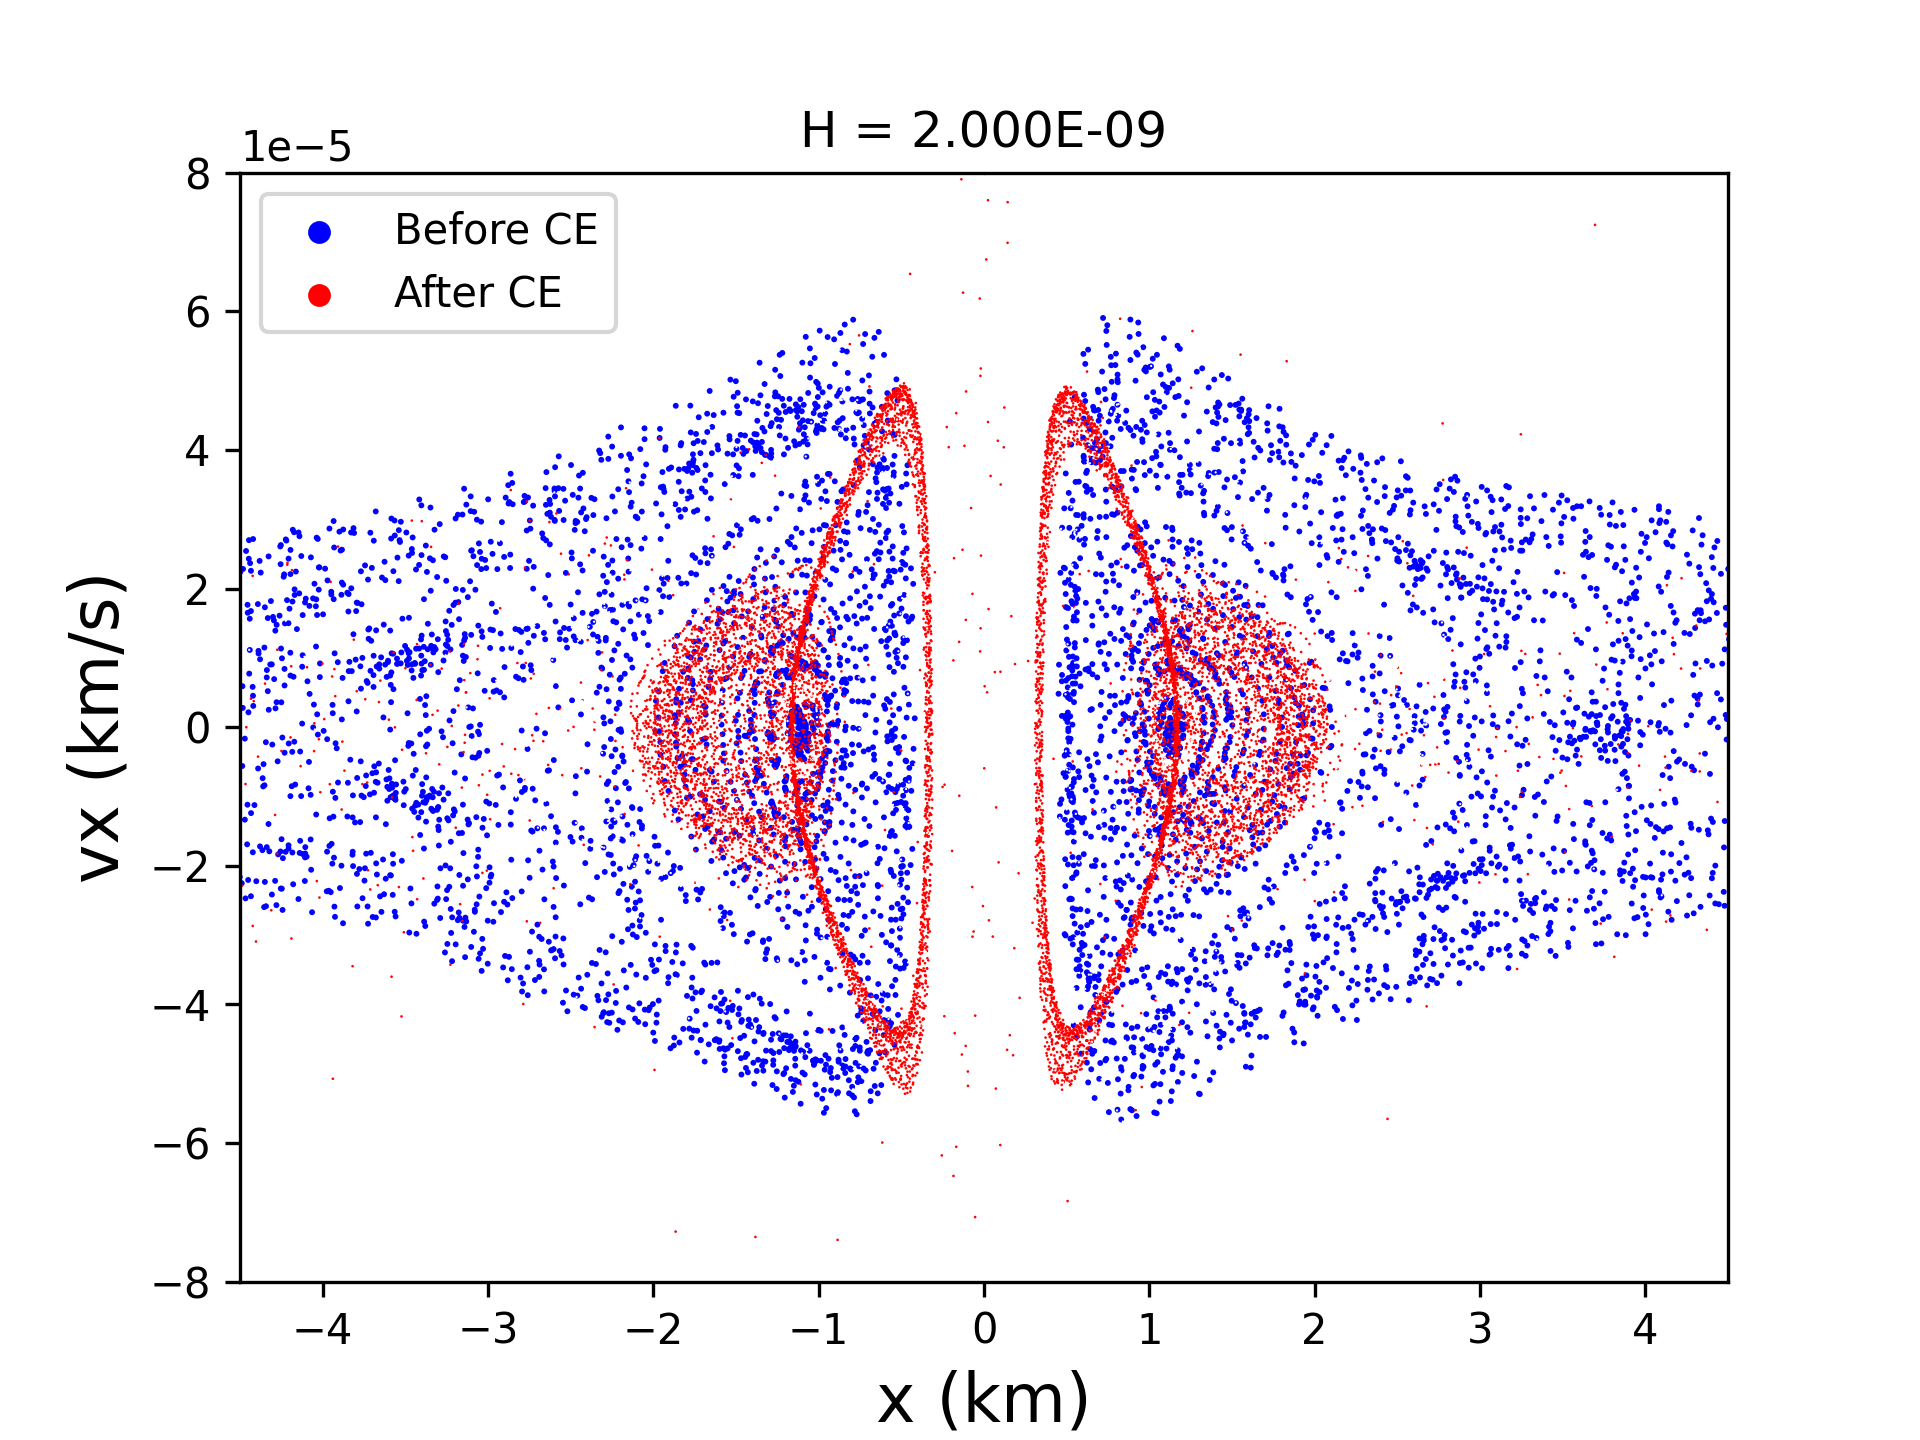 H = 2.000E-09
1e−5
Before CE
After CE
8
6
4
2
0
−2
−4
−6
−8
vx (km/s)
−4 −3 −2 −1 0 1 2 3 4
x (km)